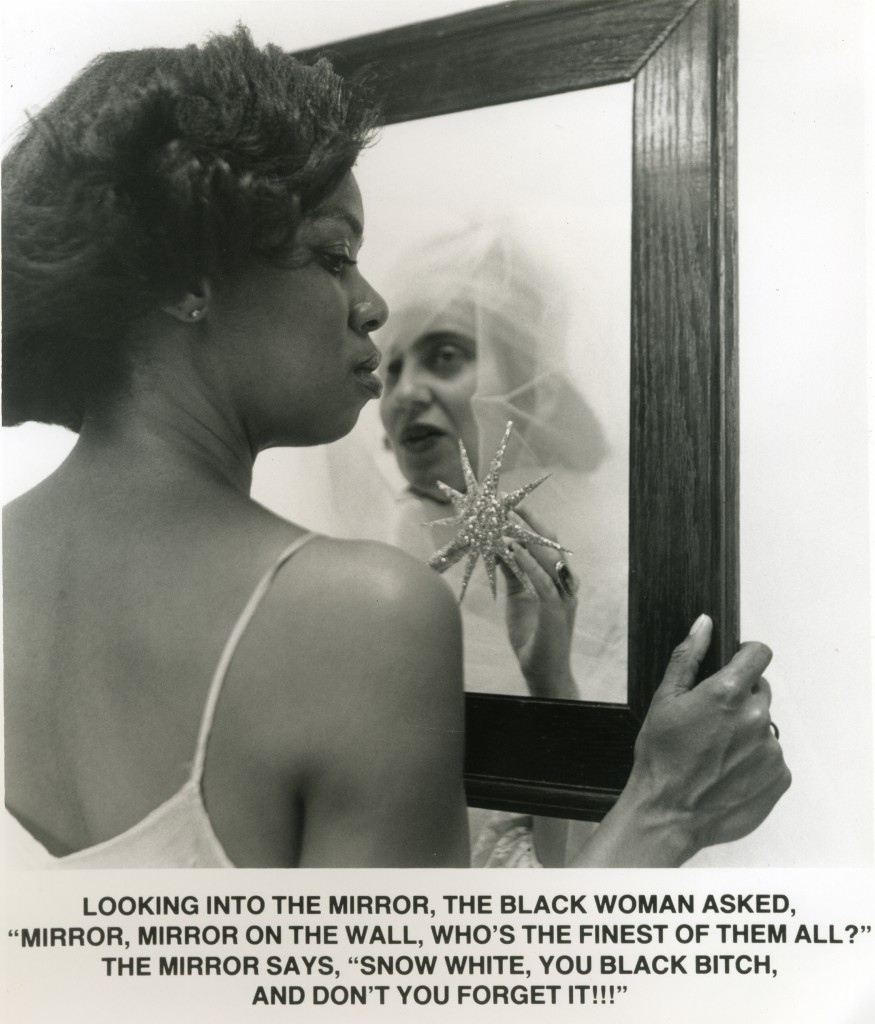 LOOKING INTO THE MIRROR, THE BLACK WOMAN ASKED,
“MIRROR, MIRROR ON THE WALL, WHO’S THE FINEST OF THEM ALL?”
THE MIRROR SAYS, “SNOW WHITE, YOU BLACK BITCH,
AND DON’T YOU FORGET IT!!!”